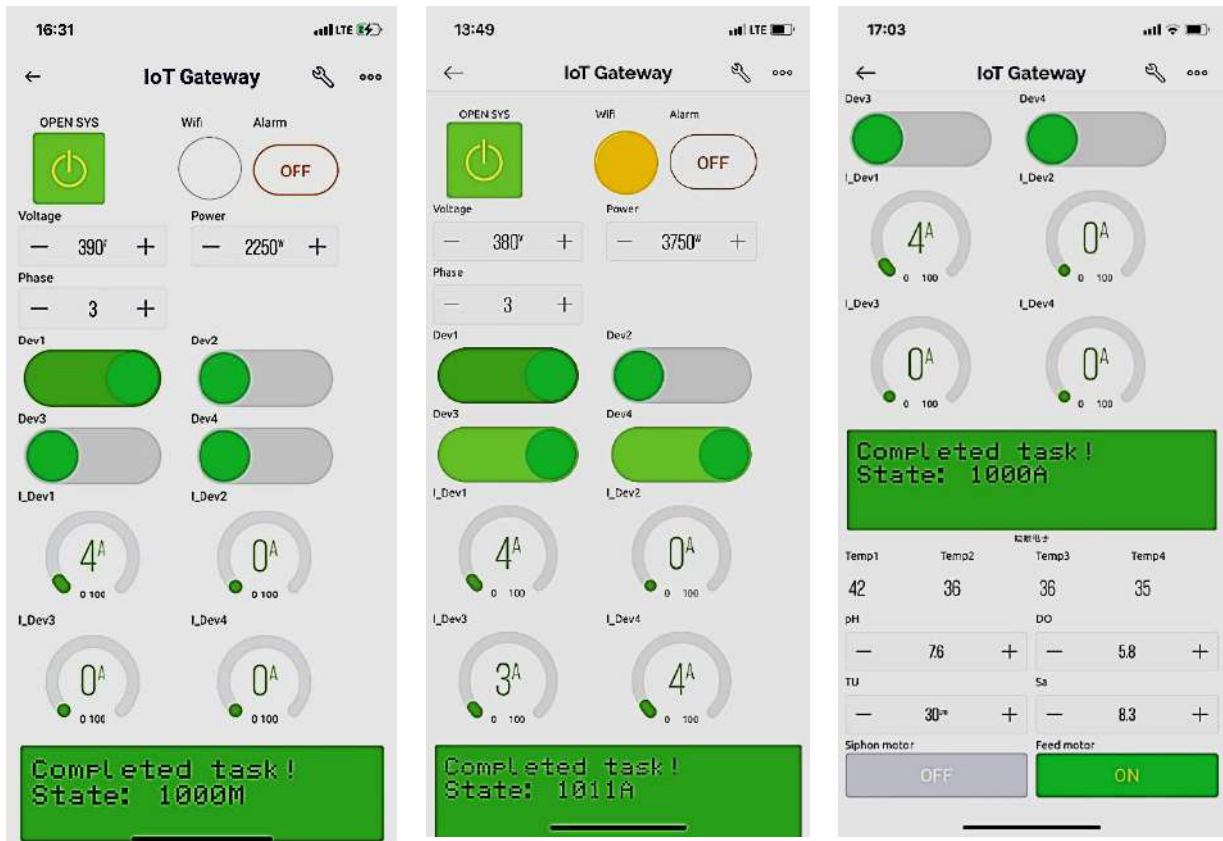 16:31
LTE
IoT Gateway
OPEN SYS
Wifi
Alarm
OFF
Voltage
Power
— 390V +
— 2250W +
Phase
— 3 +
Dev1
Dev2
Dev3
Dev4
I_Dev1
I_Dev2
4A
0A
0 100
0 100
I_Dev3
I_Dev4
0A
0A
0 100
0 100
Completed task!
State: 1000M
13:49
LTE
IoT Gateway
OPEN SYS
Wifi
Alarm
OFF
Voltage
Power
— 380V +
— 3750W +
Phase
— 3 +
Dev1
Dev2
Dev3
Dev4
I_Dev1
I_Dev2
4A
0A
0 100
0 100
I_Dev3
I_Dev4
3A
4A
0 100
0 100
Completed task!
State: 1011A
17:03
IoT Gateway
Dev3
Dev4
I_Dev1
I_Dev2
4A
0A
0 100
0 100
I_Dev3
I_Dev4
0A
0A
0 100
0 100
Completed task!
State: 1000A
Temp1 Temp2 Temp3 Temp4
42 36 36 35
pH
DO
— 7.6 +
— 5.8 +
TU
Sa
— 30 +
— 8.3 +
Siphon motor
Feed motor
OFF
ON